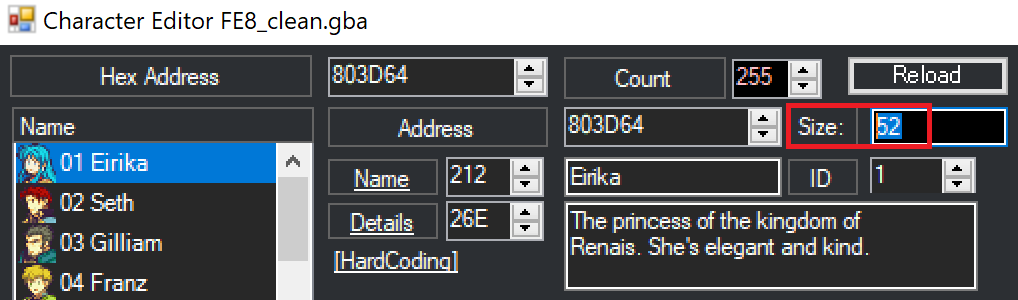 Character Editor FE8_clean.gba
Hex Address 803D64 Count 255 Reload
Name Address 803D64 Size: 52
01 Eirika Name 212 Eirika ID 1
02 Seth Details 26E The princess of the kingdom of
03 Gilliam Renais. She's elegant and kind.
04 Franz [HardCoding]